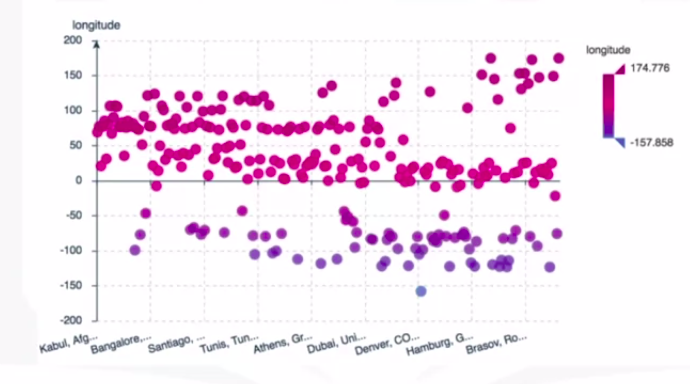 longitude
200
150
100
50
0
-50
-100
-150
-200
Kabul, Afg...
Bangalore,...
Santiago, ...
Tunis, Tun...
Athens, Gr...
Dubai, Uni...
Denver, CO...
Hamburg, G...
Brasov, Ro...
longitude
174.776
-157.858